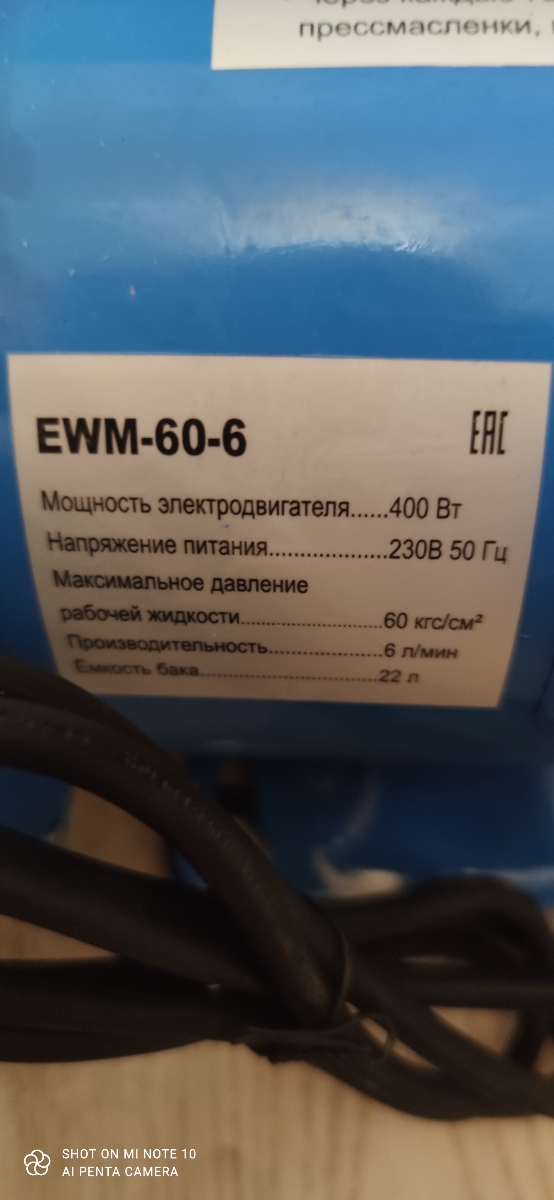 прессмасленки,
EWM-60-6
EAC
Мощность электродвигателя......400 Вт
Напряжение питания...................230В 50 Гц
Максимальное давление
рабочей жидкости...........................60 кгс/см²
Производительность......................6 л/мин
Емкость бака....................................22 л
SHOT ON MI NOTE 10
AI PENTA CAMERA